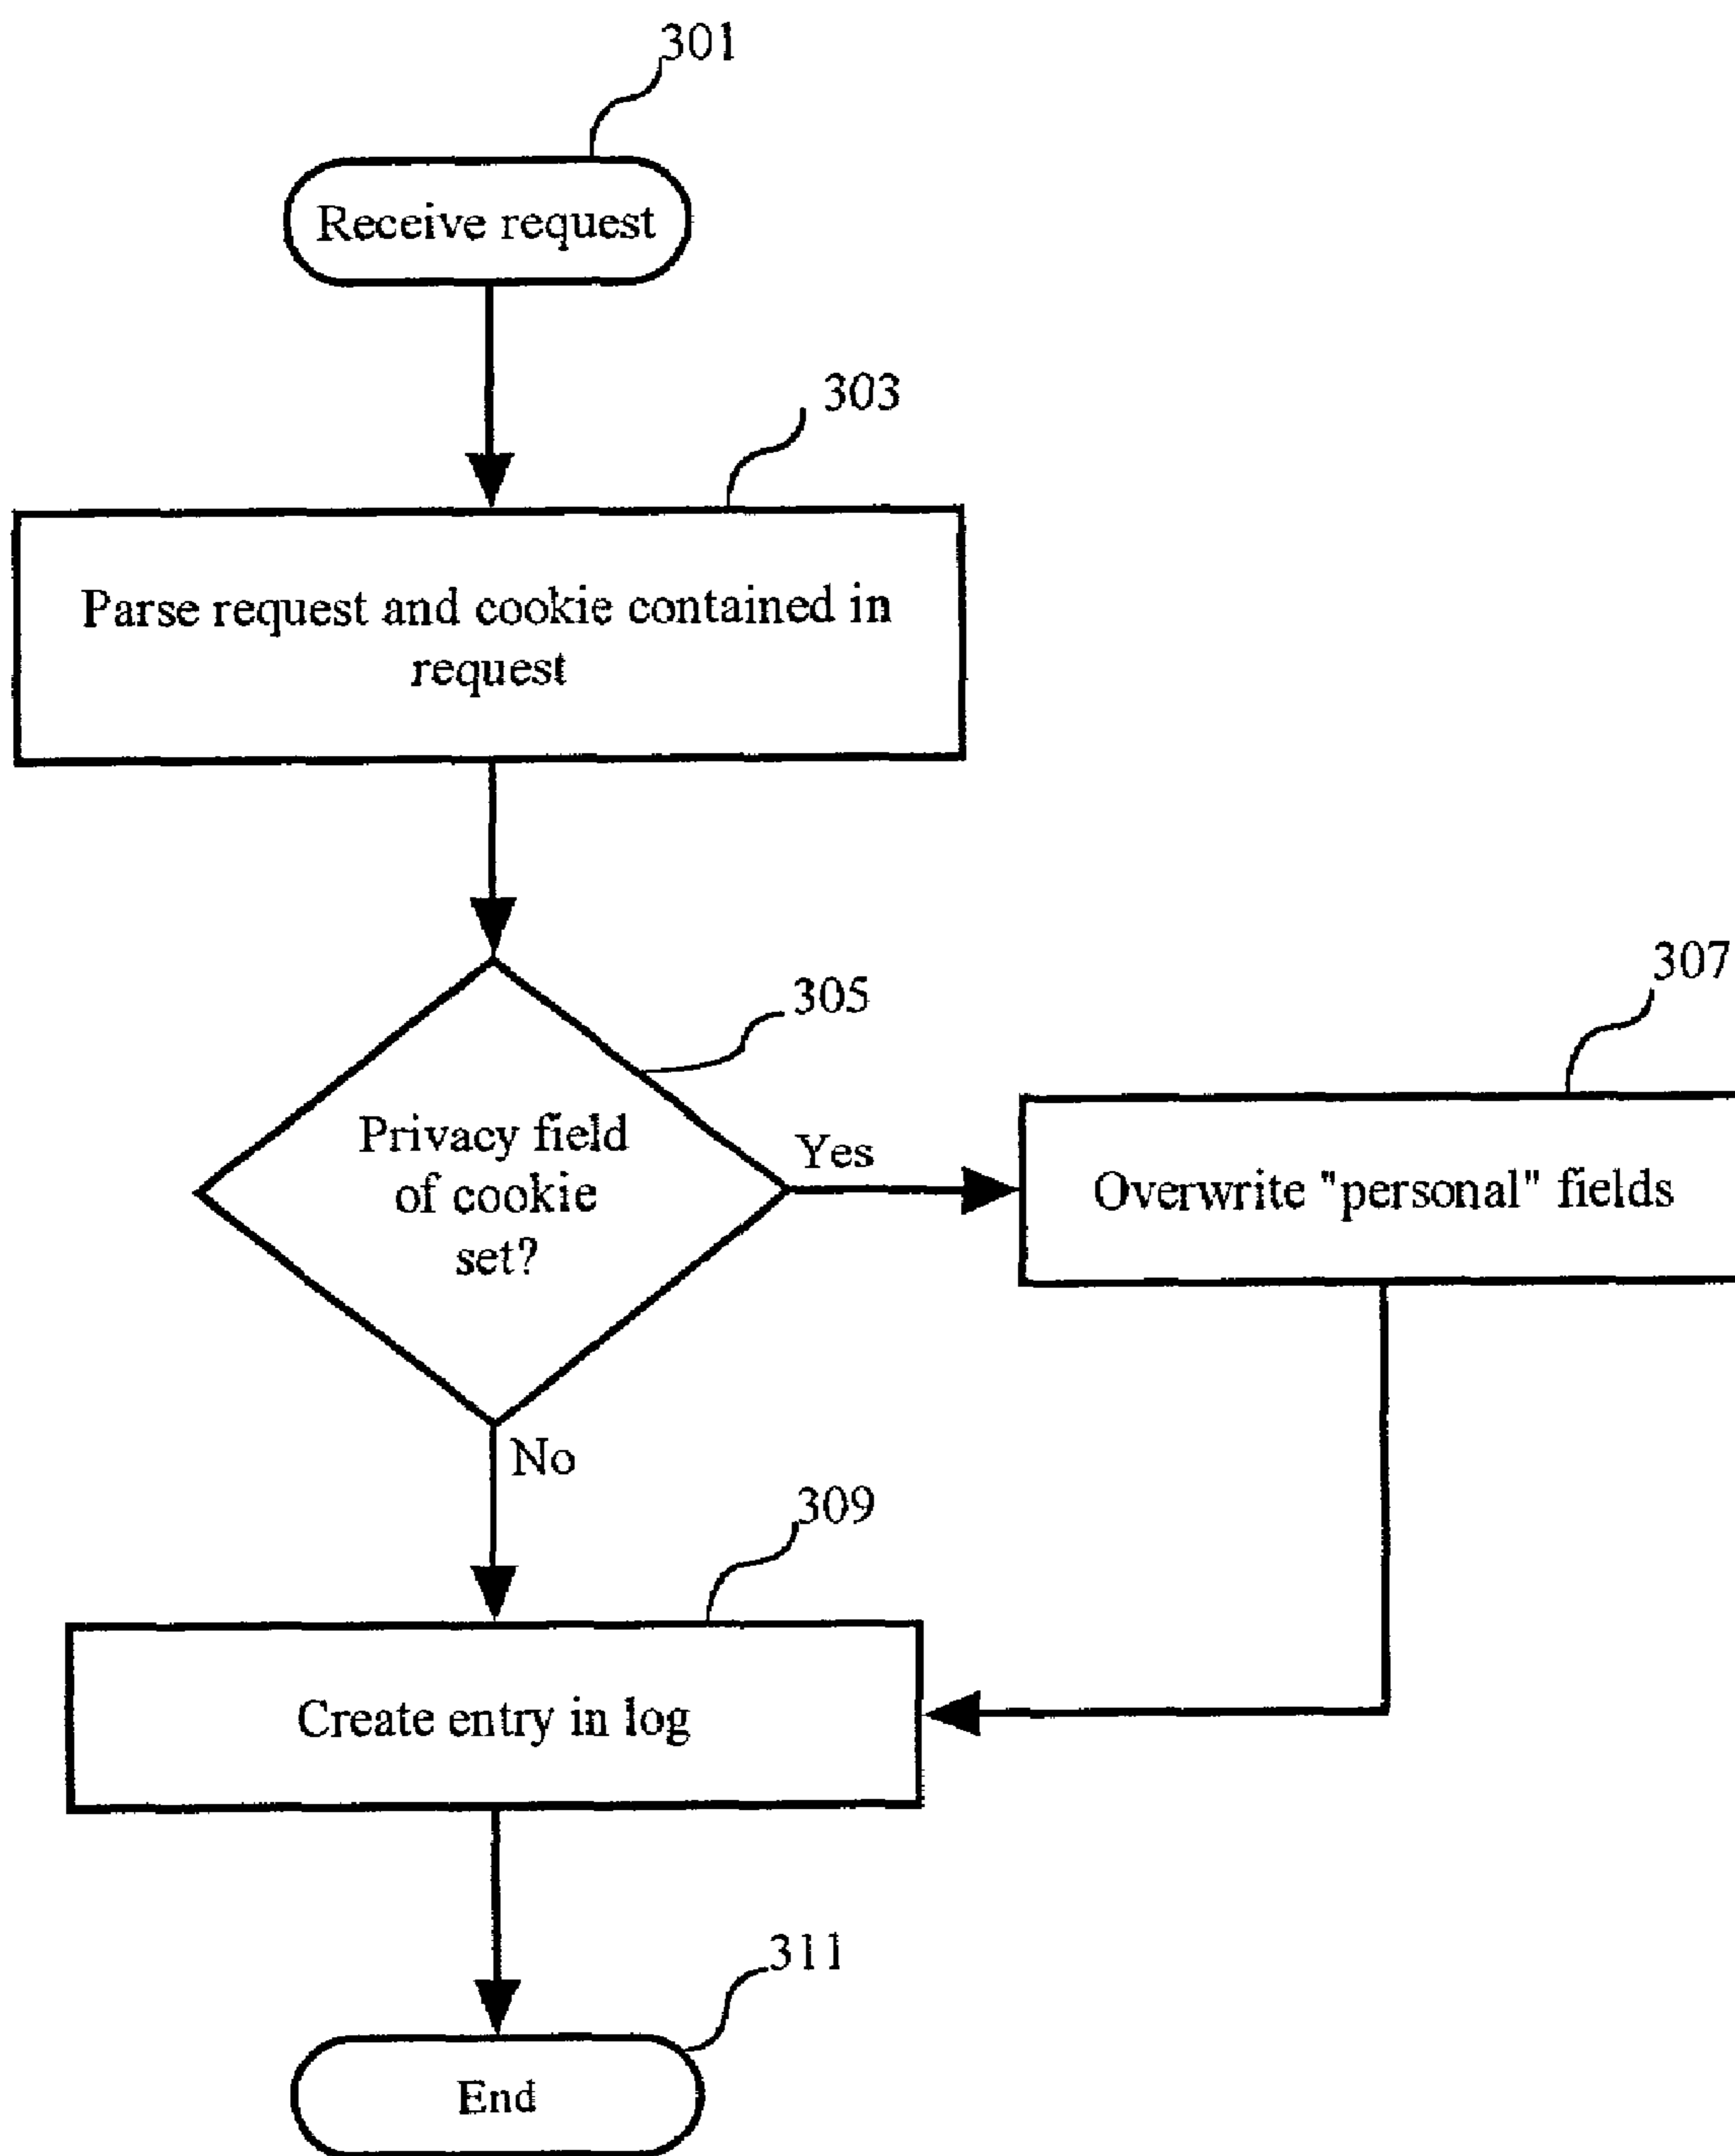 301
Receive request
303
Parse request and cookie contained in
request
305
Privacy field
of cookie
set?
Yes
307
Overwrite "personal" fields
No
309
Create entry in log
311
End